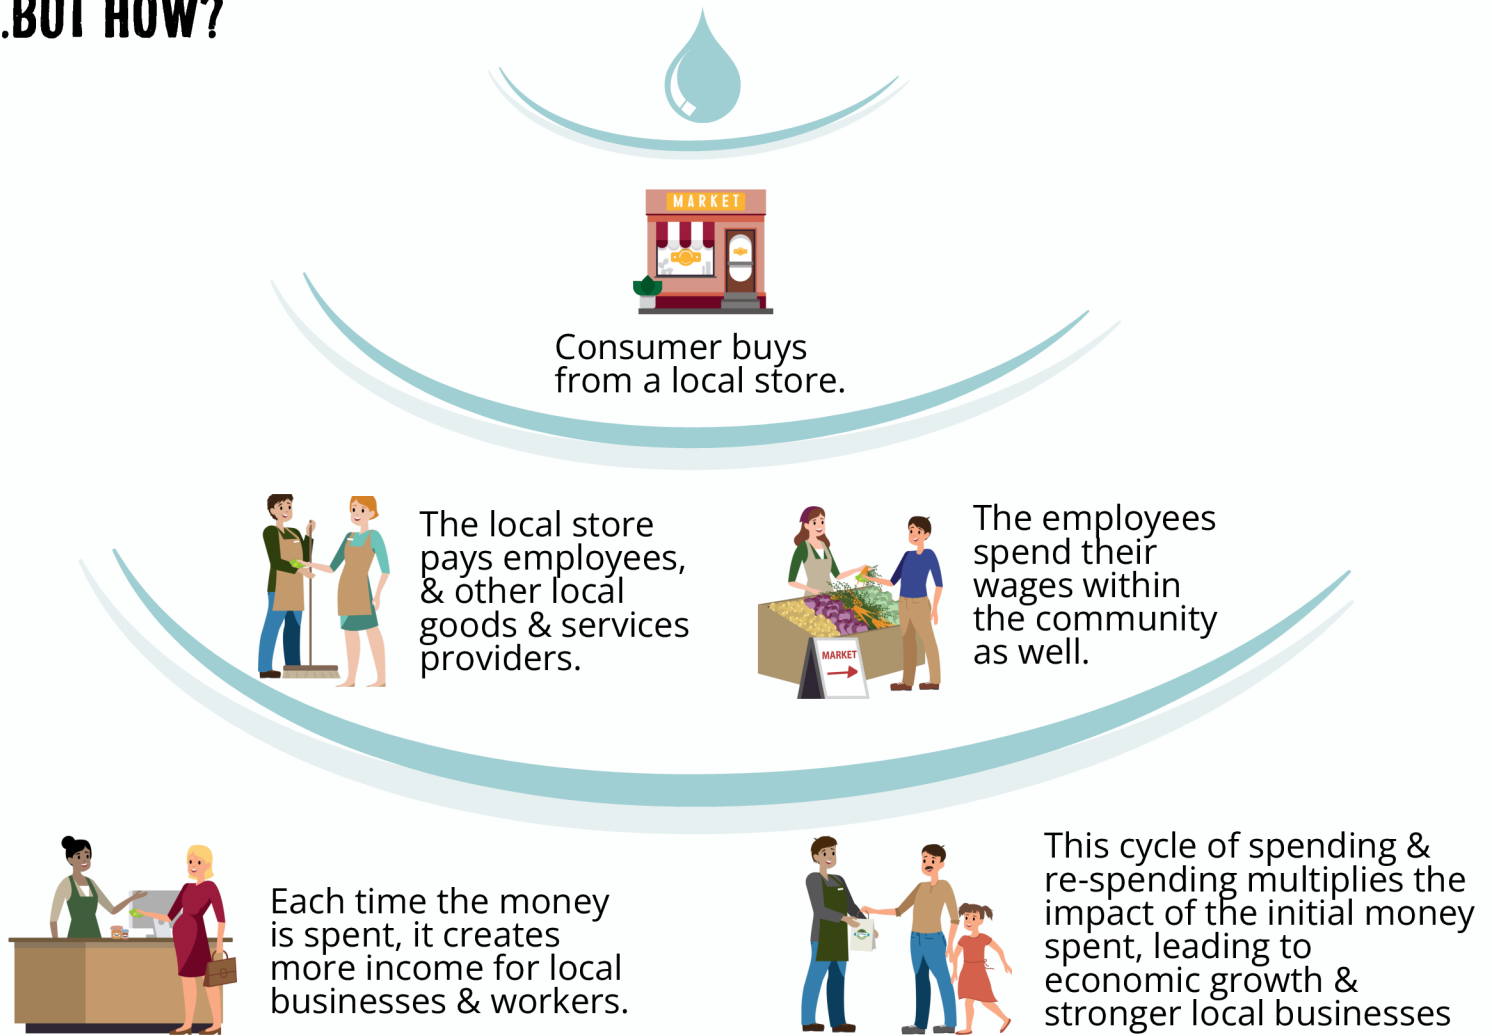 .BUT HOW?
MARKET
Consumer buys
from a local store.
The local store
pays employees,
& other local
goods & services
providers.
The employees
spend their
wages within
the community
as well.
MARKET
Each time the money
is spent, it creates
more income for local
businesses & workers.
This cycle of spending &
re-spending multiplies the
impact of the initial money
spent, leading to
economic growth &
stronger local businesses